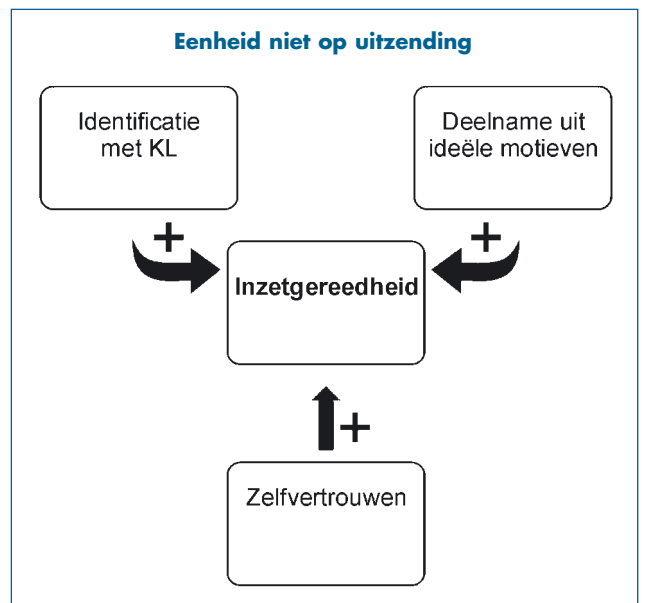 Eenheid niet op uitzending
Identificatie
met KL
Deelname uit
ideële motieven
+
+
Inzetgereedheid
+
Zelfvertrouwen